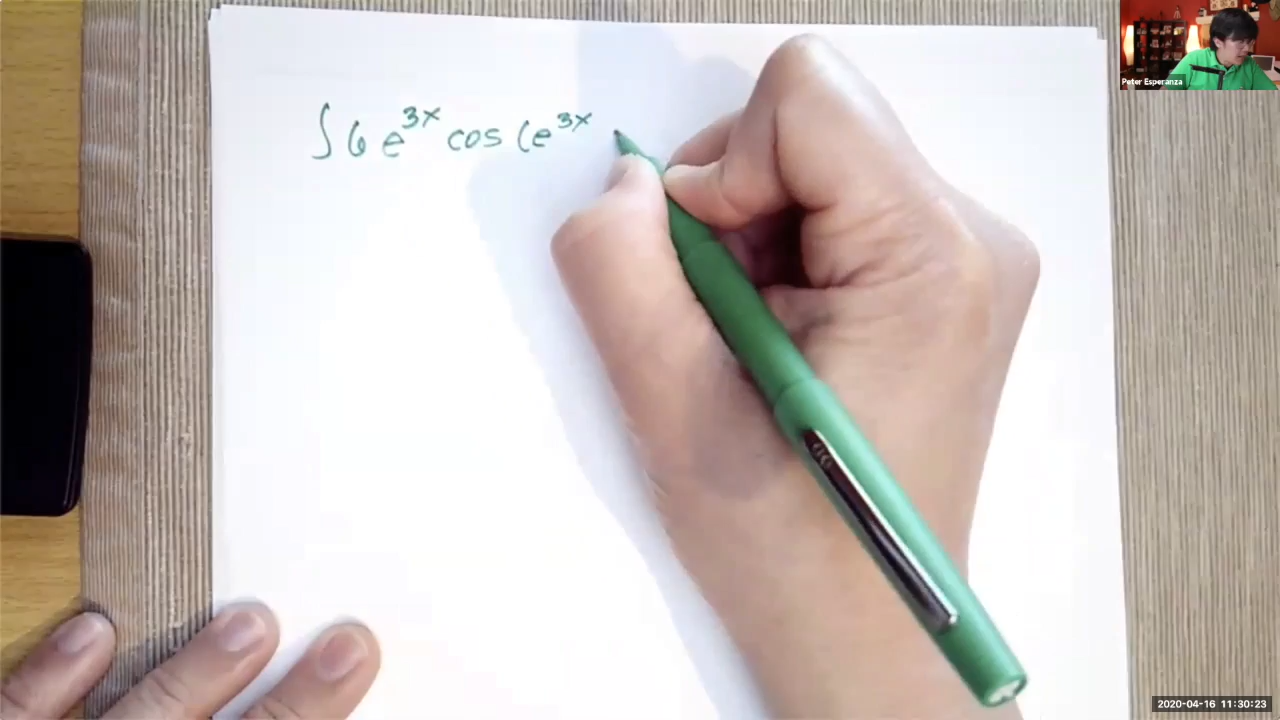 Peter Esperanza
∫ 6 e^{3x} cos (e^{3x}
2020-04-16 11:30:23